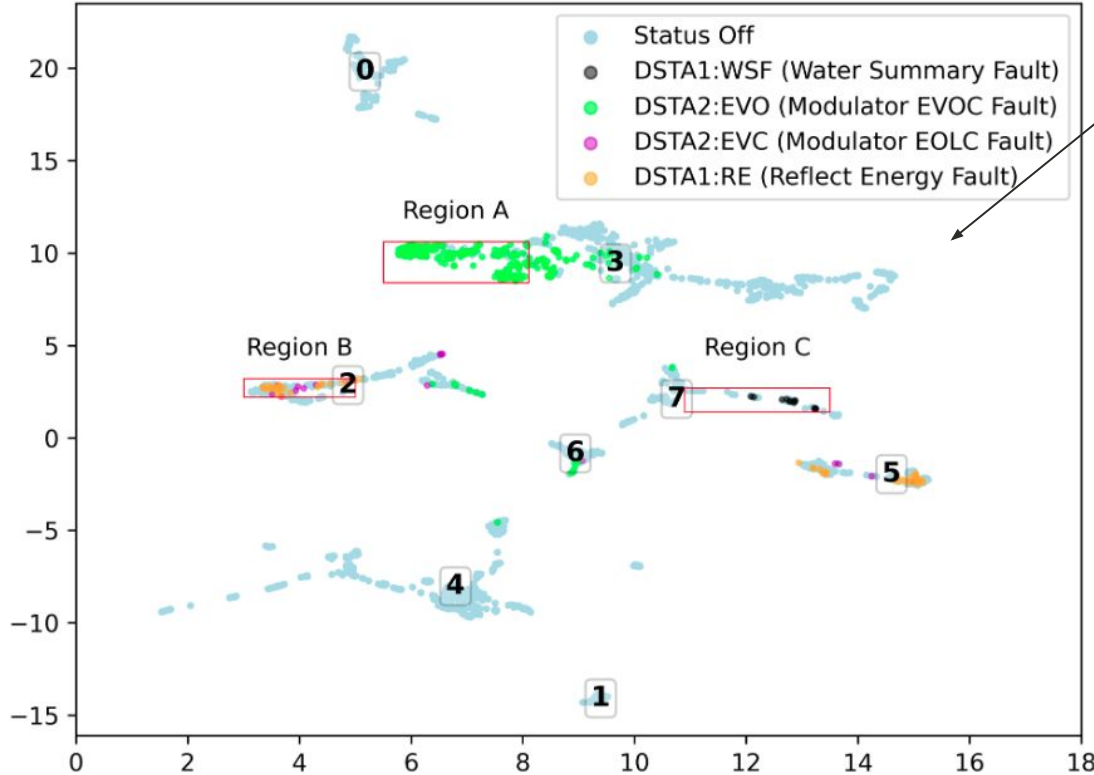 Status Off
DSTA1:WSF (Water Summary Fault)
DSTA2:EVO (Modulator EVOC Fault)
DSTA2:EVC (Modulator EOLC Fault)
DSTA1:RE (Reflect Energy Fault)
20
15
10
5
0
−5
−10
−15
0
Region A
3
Region B
Region C
2
7
6
5
4
1
0 2 4 6 8 10 12 14 16 18